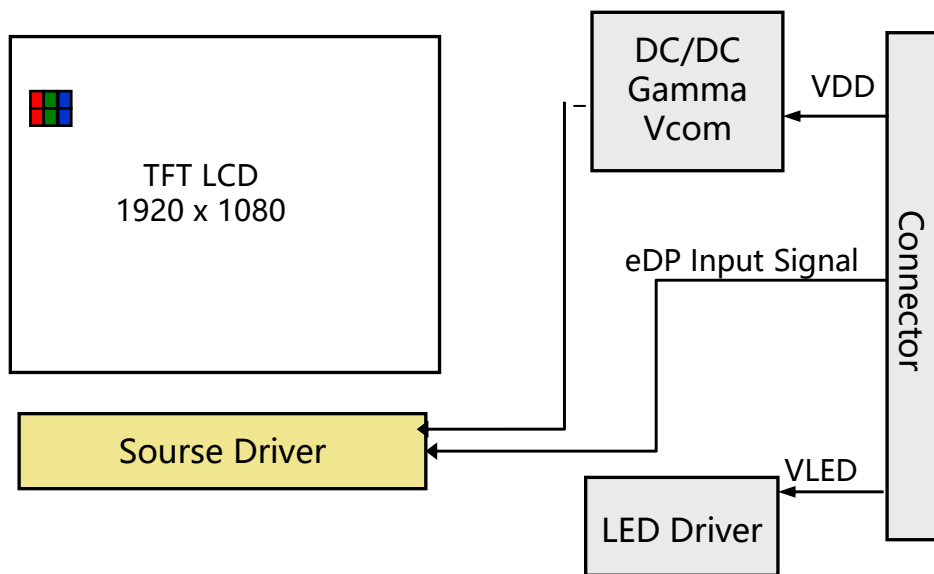 TFT LCD
1920 x 1080
DC/DC
Gamma
Vcom
VDD
eDP Input Signal
Connector
Sourse Driver
VLED
LED Driver